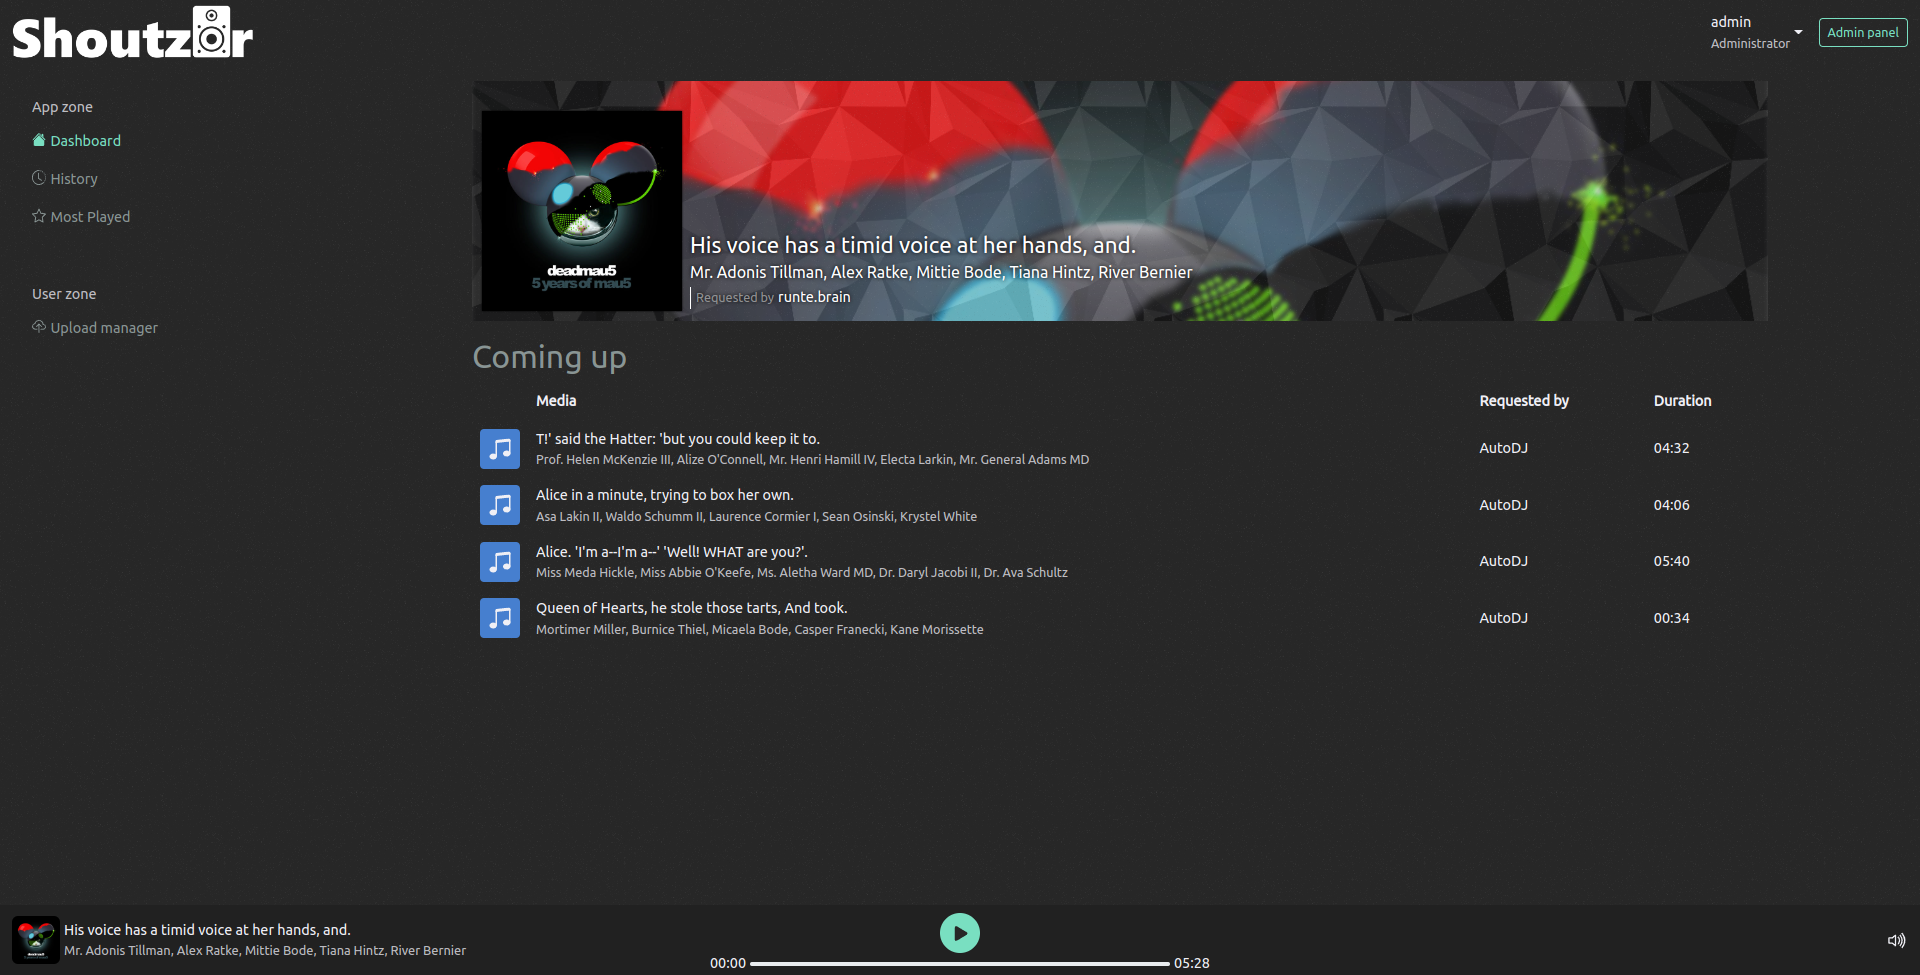 Shoutzor
admin
Administrator
Admin panel
App zone
Dashboard
History
Most Played
User zone
Upload manager
deadmau5
5 years of mau5
His voice has a timid voice at her hands, and.
Mr. Adonis Tillman, Alex Ratke, Mittie Bode, Tiana Hintz, River Bernier
Requested by runte.brain
Coming up
Media Requested by Duration
T!' said the Hatter: 'but you could keep it to.
Prof. Helen McKenzie III, Alize O'Connell, Mr. Henri Hamill IV, Electa Larkin, Mr. General Adams MD
AutoDJ 04:32
Alice in a minute, trying to box her own.
Asa Lakin II, Waldo Schumm II, Laurence Cormier I, Sean Osinski, Krystel White
AutoDJ 04:06
Alice. 'I'm a--I'm a--' 'Well! WHAT are you?'.
Miss Meda Hickle, Miss Abbie O'Keefe, Ms. Aletha Ward MD, Dr. Daryl Jacobi II, Dr. Ava Schultz
AutoDJ 05:40
Queen of Hearts, he stole those tarts, And took.
Mortimer Miller, Burnice Thiel, Micaela Bode, Casper Franecki, Kane Morissette
AutoDJ 00:34
His voice has a timid voice at her hands, and.
Mr. Adonis Tillman, Alex Ratke, Mittie Bode, Tiana Hintz, River Bernier
00:00 05:28